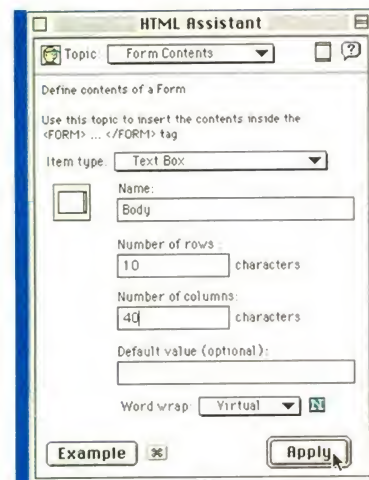 HTML Assistant
Topic: Form Contents
Define contents of a Form
Use this topic to insert the contents inside the
<FORM> ... </FORM> tag
Item type: Text Box
Name:
Body
Number of rows:
10 characters
Number of columns:
40 characters
Default value (optional):
Word wrap: Virtual N
Example ⌘ Apply